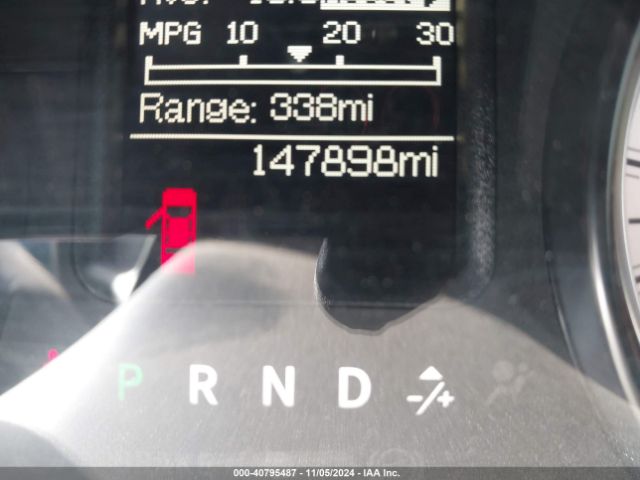 MPG 10 20 30
Range: 338mi
147898mi
P R N D -/+
000-40795487 - 11/05/2024 - IAA Inc.